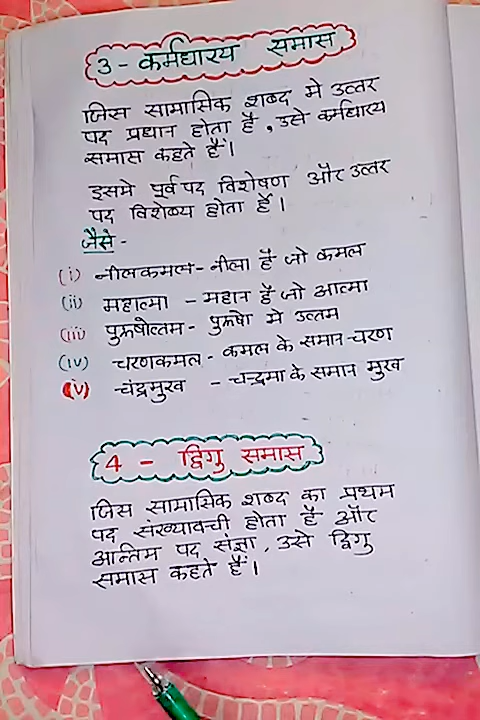 3 - कर्मधारय समास
जिस सामासिक शब्द मे उत्तर
पद प्रधान होता है , उसे कर्मधारय
समास कहते हैं।
इसमे पूर्वपद विशेषण और उत्तर
पद विशेष्य होता है।
जैसे -
(i) नीलकमल - नीला है जो कमल
(ii) महात्मा - महान है जो आत्मा
(iii) पुरूषोत्तम - पुरूषो मे उत्तम
(iv) चरणकमल - कमल के समान चरण
(v) चंद्रमुख - चन्द्रमा के समान मुख
4 - द्विगु समास
जिस सामासिक शब्द का प्रथम
पद संख्यावची होता है और
अन्तिम पद संज्ञा , उसे द्विगु
समास कहते हैं।